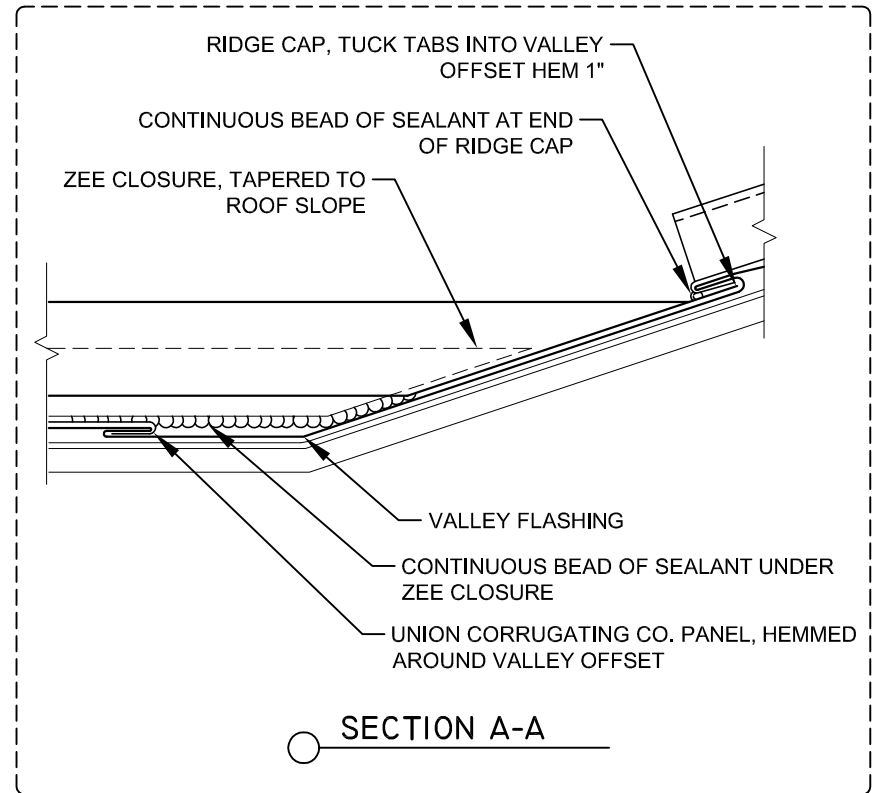 RIDGE CAP, TUCK TABS INTO VALLEY
OFFSET HEM 1"
CONTINUOUS BEAD OF SEALANT AT END
OF RIDGE CAP
ZEE CLOSURE, TAPERED TO
ROOF SLOPE
VALLEY FLASHING
CONTINUOUS BEAD OF SEALANT UNDER
ZEE CLOSURE
UNION CORRUGATING CO. PANEL, HEMMED
AROUND VALLEY OFFSET
SECTION A-A